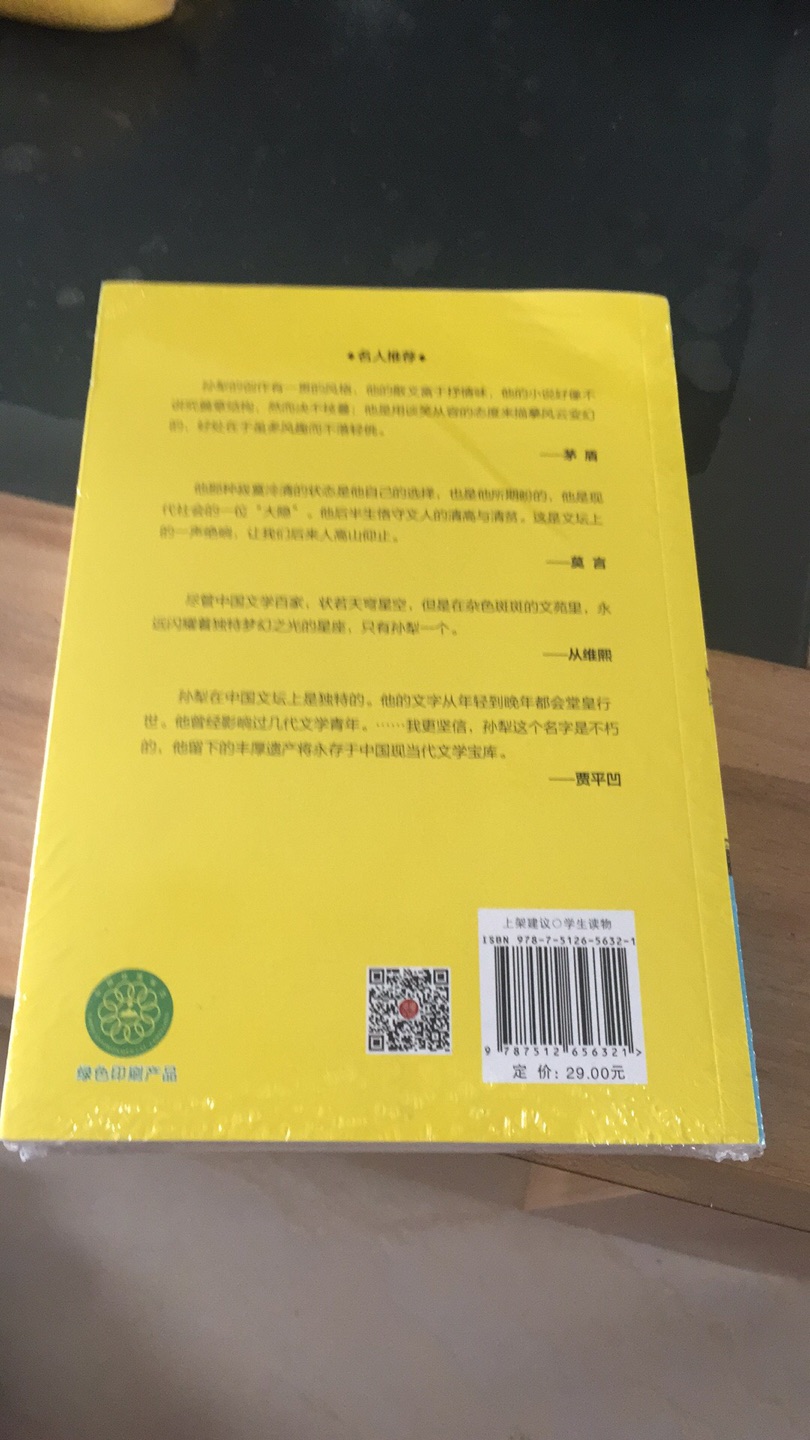 ●名人推荐●
孙犁的创作有一贯的风格，他的散文富于抒情味，他的小说好像不
讲究篇章结构，然而决不枝蔓；他是用谈笑从容的态度来描摹风云变幻
的，好处在于虽多风趣而不落轻佻。
——茅 盾
他那种寂寞冷清的状态是他自己的选择，也是他所期盼的，他是现
代社会的一位“大隐”。他后半生恪守文人的清高与清贫。这是文坛上
的一声绝响，让我们后来人高山仰止。
——莫 言
尽管中国文学百家，状若天穹星空，但是在杂色斑斑的文苑里，永
远闪耀着独特梦幻之光的星座，只有孙犁一个。
——从维熙
孙犁在中国文坛上是独特的。他的文字从年轻到晚年都会堂皇行
世。他曾经影响过几代文学青年。……我更坚信，孙犁这个名字是不朽
的，他留下的丰厚遗产将永存于中国现当代文学宝库。
——贾平凹
上架建议○学生读物
ISBN 978-7-5126-5632-1
9 787512 656321 >
定 价: 29.00元
绿色印刷产品